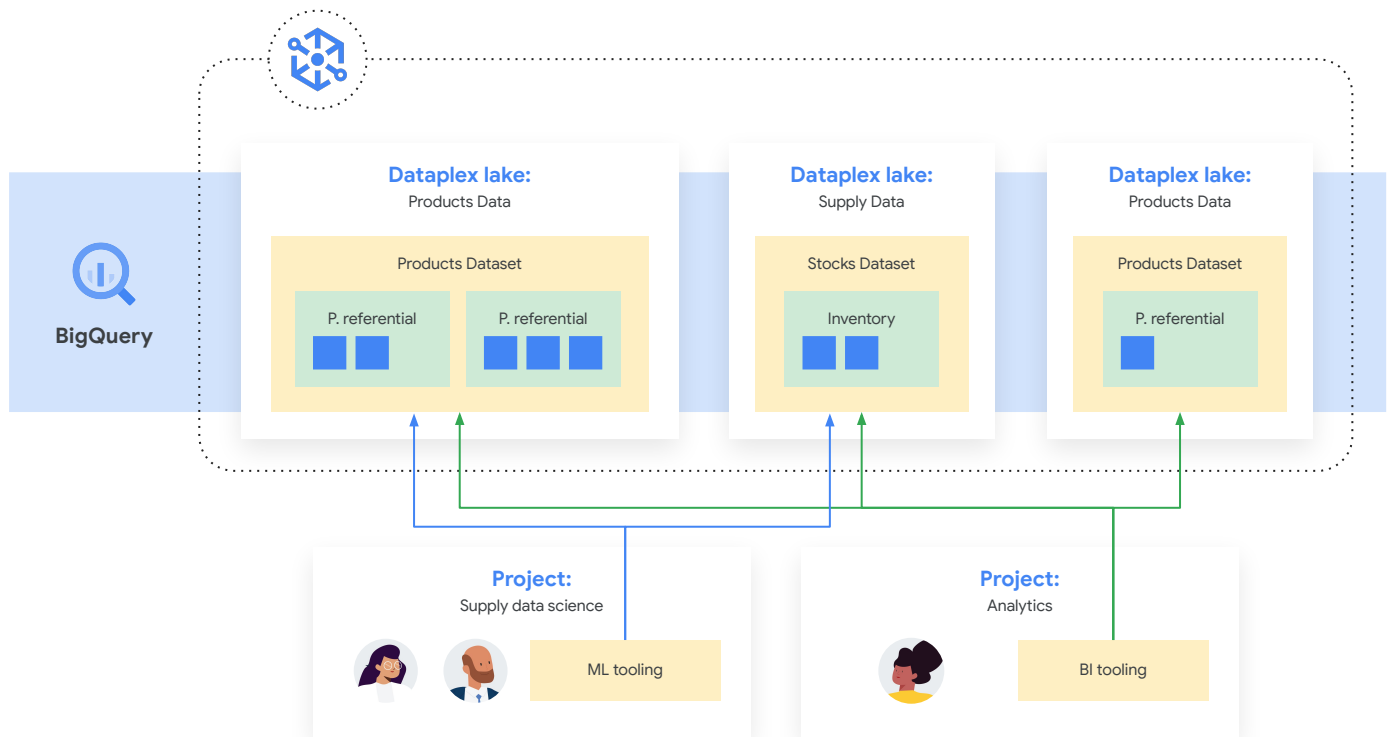 BigQuery
Dataplex lake:
Products Data
Products Dataset
P. referential
P. referential
Dataplex lake:
Supply Data
Stocks Dataset
Inventory
Dataplex lake:
Products Data
Products Dataset
P. referential
Project:
Supply data science
ML tooling
Project:
Analytics
BI tooling